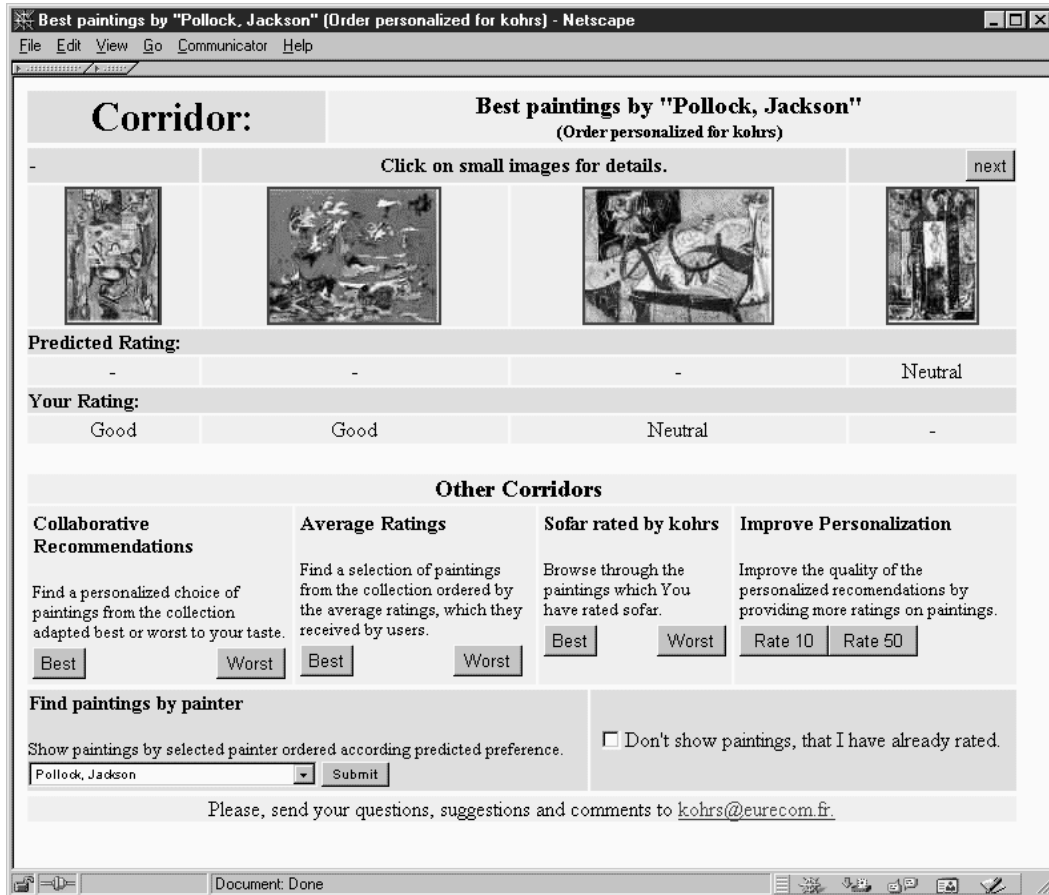 Best paintings by "Pollock, Jackson" (Order personalized for kohrs) - Netscape
File Edit View Go Communicator Help
Corridor:
Best paintings by "Pollock, Jackson"
(Order personalized for kohrs)
-
Click on small images for details.
next
Predicted Rating:
- - - Neutral
Your Rating:
Good Good Neutral -
Other Corridors
Collaborative
Recommendations
Find a personalized choice of
paintings from the collection
adapted best or worst to your taste.
Best Worst
Average Ratings
Find a selection of paintings
from the collection ordered by
the average ratings, which they
received by users.
Best Worst
Sofar rated by kohrs
Browse through the
paintings which You
have rated sofar.
Best Worst
Improve Personalization
Improve the quality of the
personalized recomendations by
providing more ratings on paintings.
Rate 10 Rate 50
Find paintings by painter
Show paintings by selected painter ordered according predicted preference.
Pollock, Jackson Submit
Don't show paintings, that I have already rated.
Please, send your questions, suggestions and comments to kohrs@eurecom.fr.
Document: Done